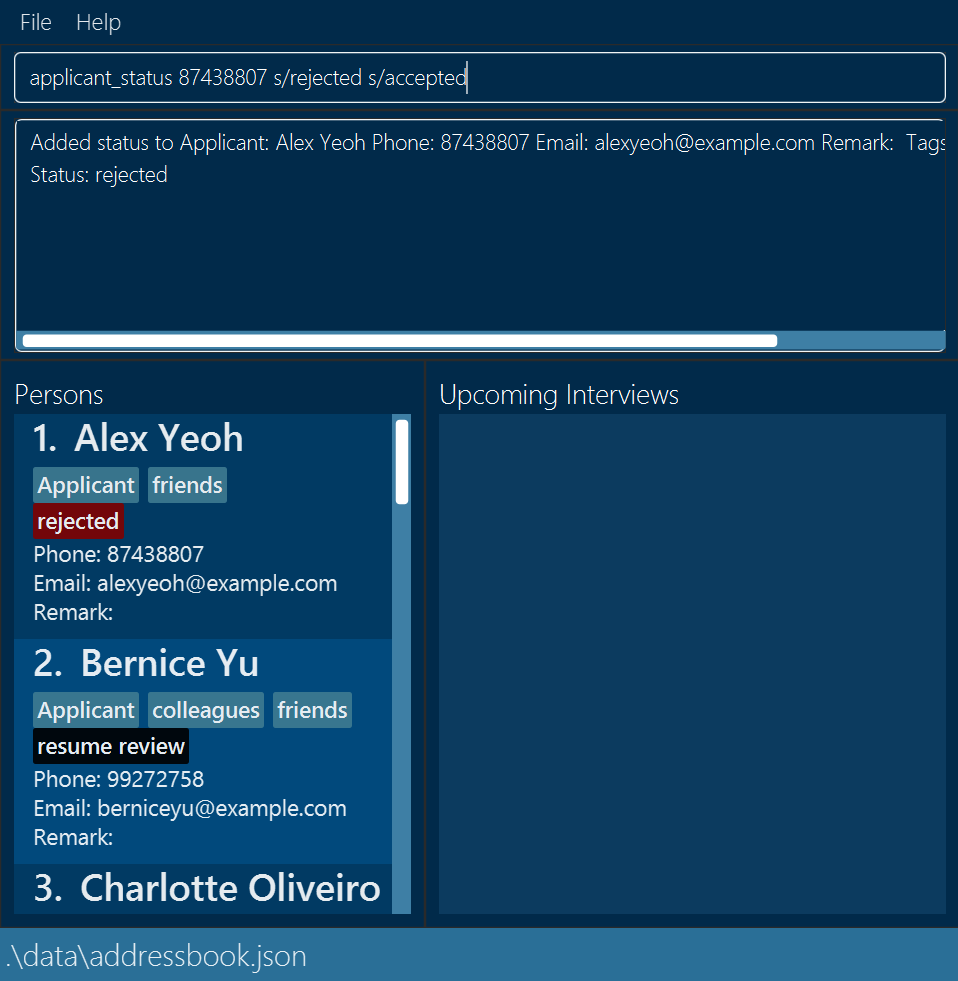 File Help
applicant_status 87438807 s/rejected s/accepted
Added status to Applicant: Alex Yeoh Phone: 87438807 Email: alexyeoh@example.com Remark:  Tags
Status: rejected
Persons
1. Alex Yeoh
Applicant friends
rejected
Phone: 87438807
Email: alexyeoh@example.com
Remark:
2. Bernice Yu
Applicant colleagues friends
resume review
Phone: 99272758
Email: berniceyu@example.com
Remark:
3. Charlotte Oliveiro
Upcoming Interviews
.\data\addressbook.json